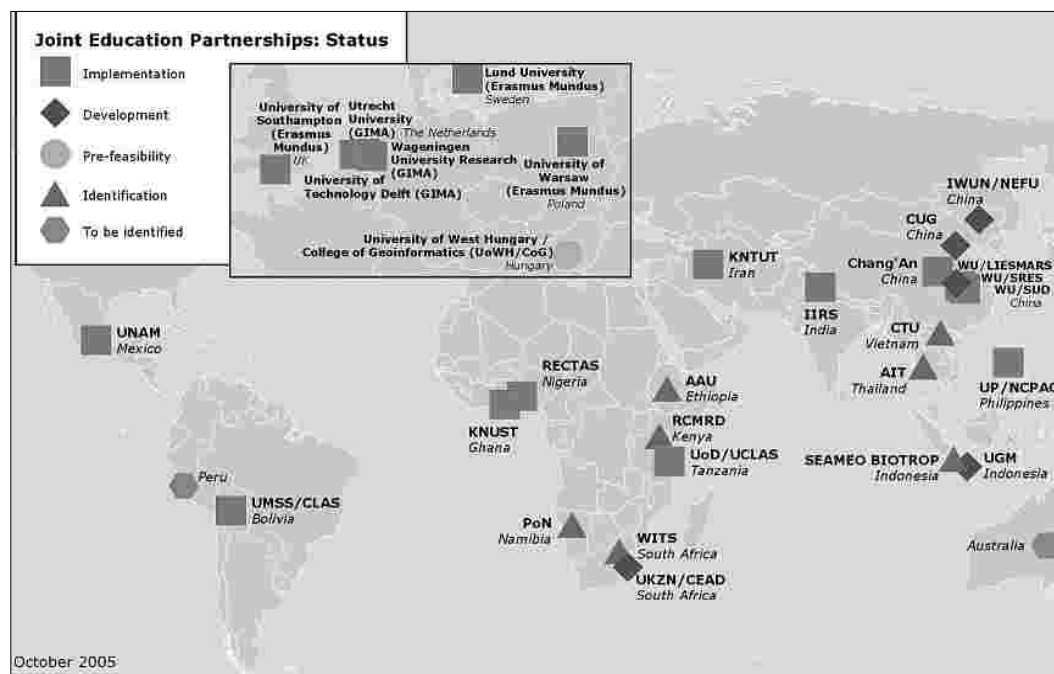 Joint Education Partnerships: Status
Implementation
Development
Pre-feasibility
Identification
To be identified
Lund University
(Erasmus Mundus)
Sweden
University of
Southampton
(Erasmus
Mundus)
UK
Utrecht
University
(GIMA)
The Netherlands
Wageningen
University Research
(GIMA)
University of
Technology Delft (GIMA)
University of
Warsaw
(Erasmus Mundus)
Poland
University of West Hungary /
College of Geoinformatics (UoWH/CoG)
Hungary
IWUN/NEFU
China
CUG
China
KNTUT
Iran
Chang'An
China
WU/LIESMARS
WU/SRES
WU/SUO
China
IIRS
India
CTU
Vietnam
AIT
Thailand
UP/NCPAG
Philippines
UNAM
Mexico
RECTAS
Nigeria
KNUST
Ghana
AAU
Ethiopia
RCMRD
Kenya
UoD/UCLAS
Tanzania
SEAMEO BIOTROP
Indonesia
UGM
Indonesia
Peru
UMSS/CLAS
Bolivia
PoN
Namibia
WITS
South Africa
UKZN/CEAD
South Africa
Australia
October 2005